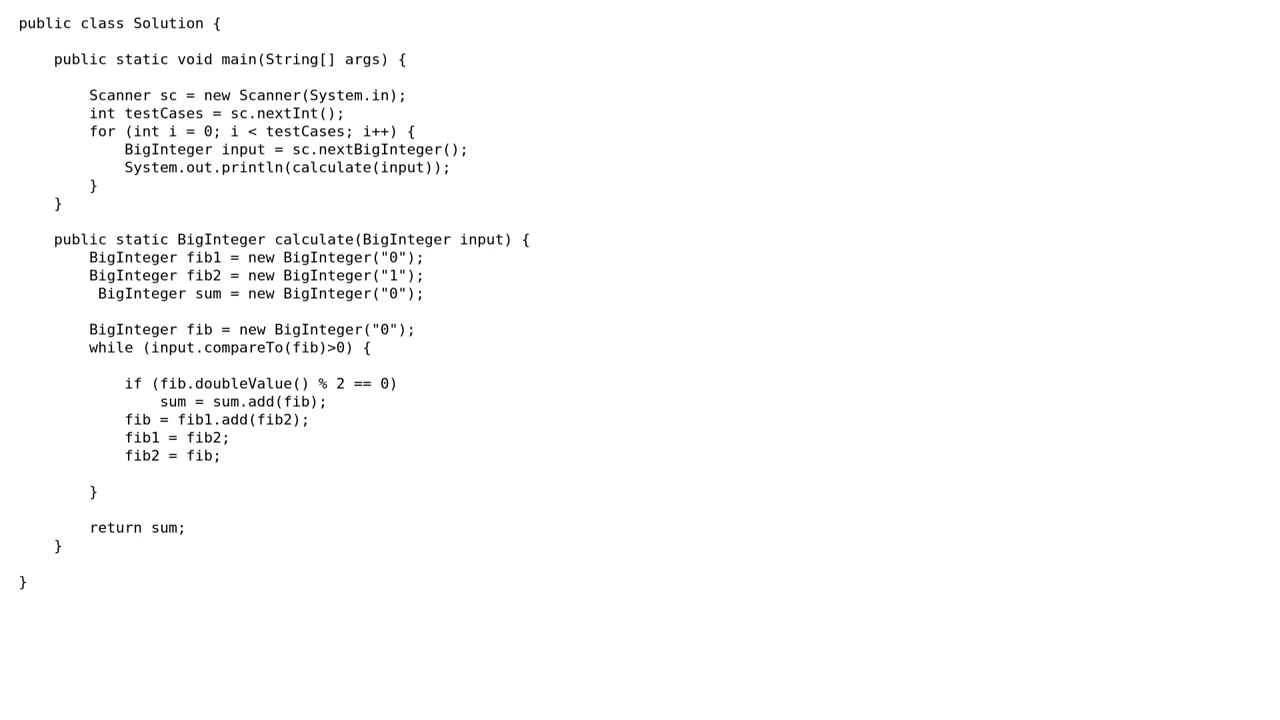 public class Solution {

    public static void main(String[] args) {

        Scanner sc = new Scanner(System.in);
        int testCases = sc.nextInt();
        for (int i = 0; i < testCases; i++) {
            BigInteger input = sc.nextBigInteger();
            System.out.println(calculate(input));
        }
    }

    public static BigInteger calculate(BigInteger input) {
        BigInteger fib1 = new BigInteger("0");
        BigInteger fib2 = new BigInteger("1");
         BigInteger sum = new BigInteger("0");

        BigInteger fib = new BigInteger("0");
        while (input.compareTo(fib)>0) {

            if (fib.doubleValue() % 2 == 0)
                sum = sum.add(fib);
            fib = fib1.add(fib2);
            fib1 = fib2;
            fib2 = fib;

        }

        return sum;
    }

}